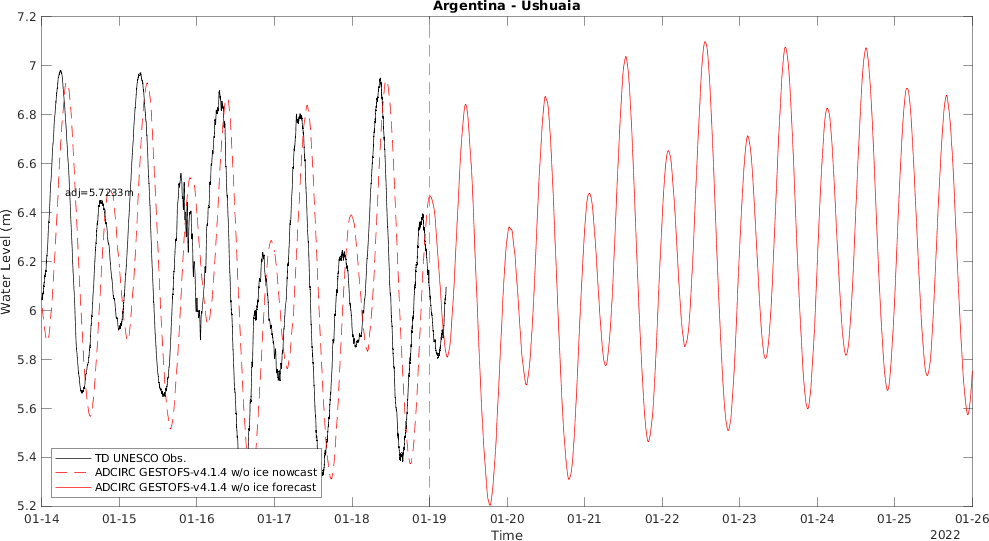 Argentina - Ushuaia
7.2
7
6.8
6.6
6.4
6.2
6
5.8
5.6
5.4
5.2
Water Level (m)
adj=5.7233m
TD UNESCO Obs.
ADCIRC GESTOFS-v4.1.4 w/o ice nowcast
ADCIRC GESTOFS-v4.1.4 w/o ice forecast
01-14 01-15 01-16 01-17 01-18 01-19 01-20 01-21 01-22 01-23 01-24 01-25 01-26
Time
2022